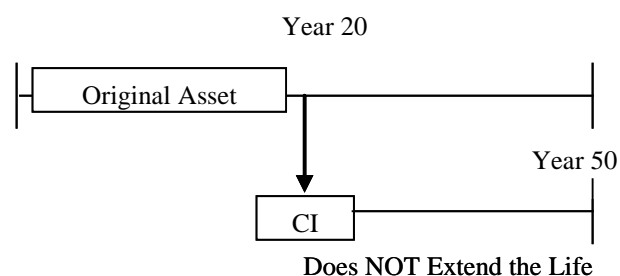 Year 20
Original Asset
Year 50
CI
Does NOT Extend the Life